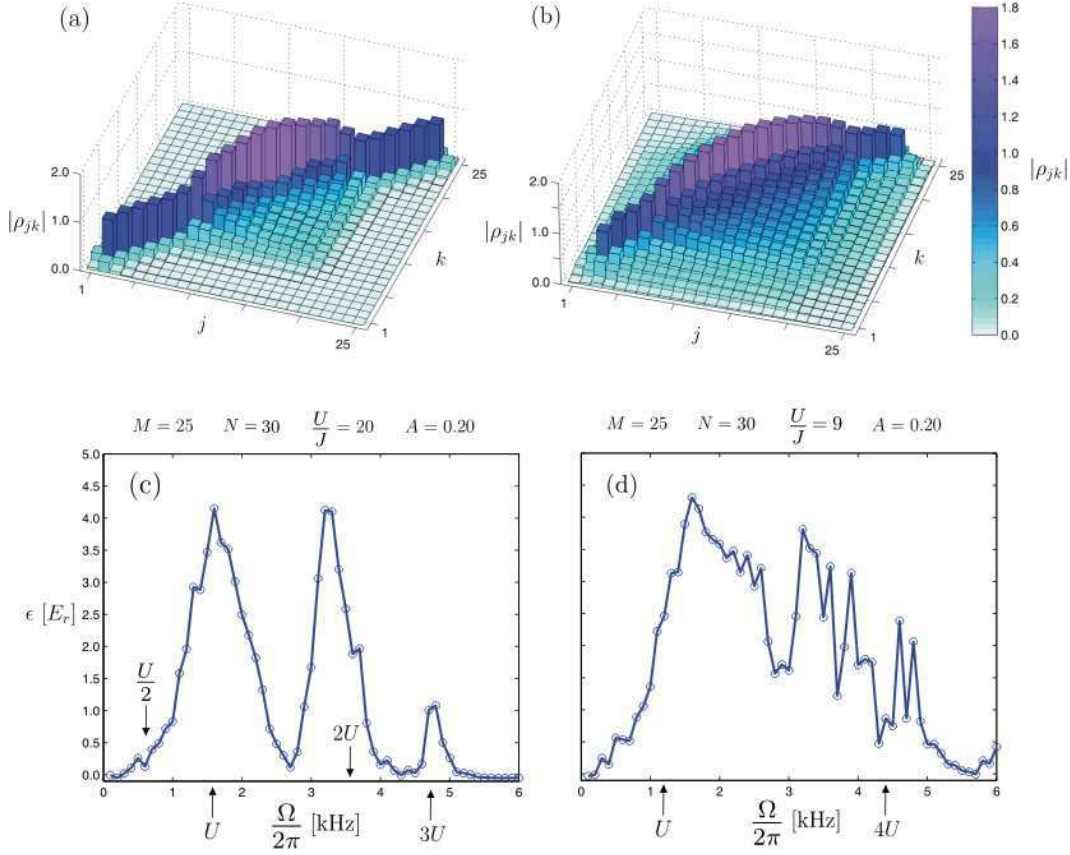 (a)
(b)
1.8
1.6
1.4
1.2
1.0
0.8
0.6
0.4
0.2
0.0
|ρ_jk|
2.0
1.0
0.0
|ρ_jk|
1
j
25
1
k
25
2.0
1.0
0.0
|ρ_jk|
1
j
25
1
k
25
M = 25 N = 30 U/J = 20 A = 0.20
M = 25 N = 30 U/J = 9 A = 0.20
(c)
5.0
4.5
4.0
3.5
3.0
2.5
2.0
1.5
1.0
0.5
0.0
ϵ [E_r]
U/2
2U
0 1 2 3 4 5 6
U
Ω/2π [kHz]
3U
(d)
0 1 2 3 4 5 6
U
Ω/2π [kHz]
4U